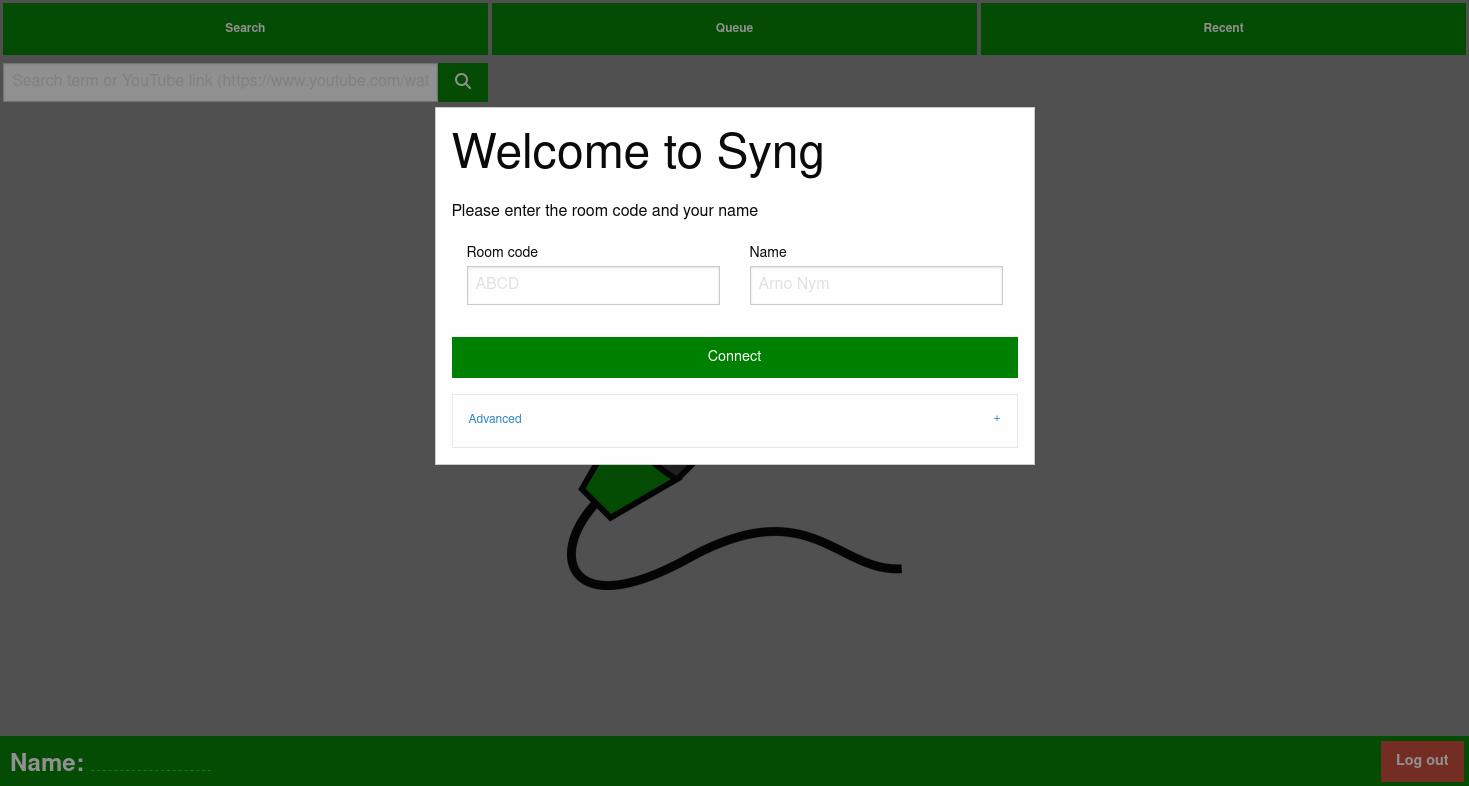 Search
Queue
Recent
Search term or YouTube link (https://www.youtube.com/wat
Welcome to Syng
Please enter the room code and your name
Room code
Name
ABCD
Arno Nym
Connect
Advanced
+
Name:
Log out